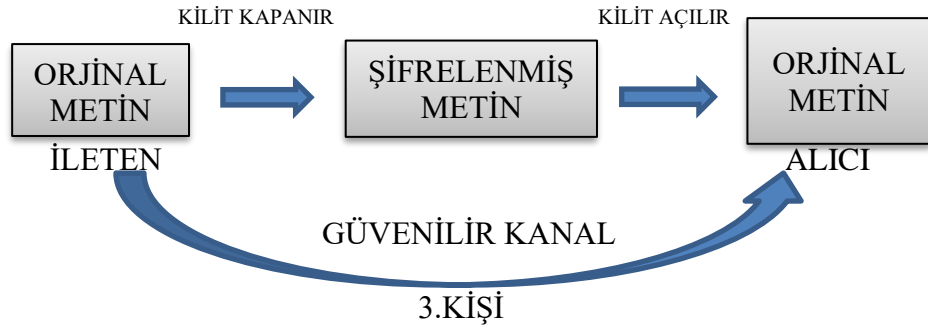 KİLİT KAPANIR
KİLİT AÇILIR
ORJİNAL
METİN
ŞİFRELENMİŞ
METİN
ORJİNAL
METİN
İLETEN
ALICI
GÜVENİLİR KANAL
3.KİŞİ